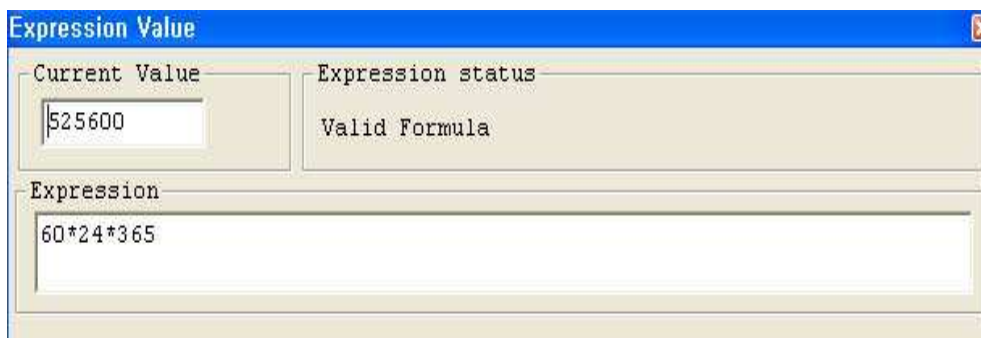 Expression Value
Current Value
525600
Expression status
Valid Formula
Expression
60*24*365